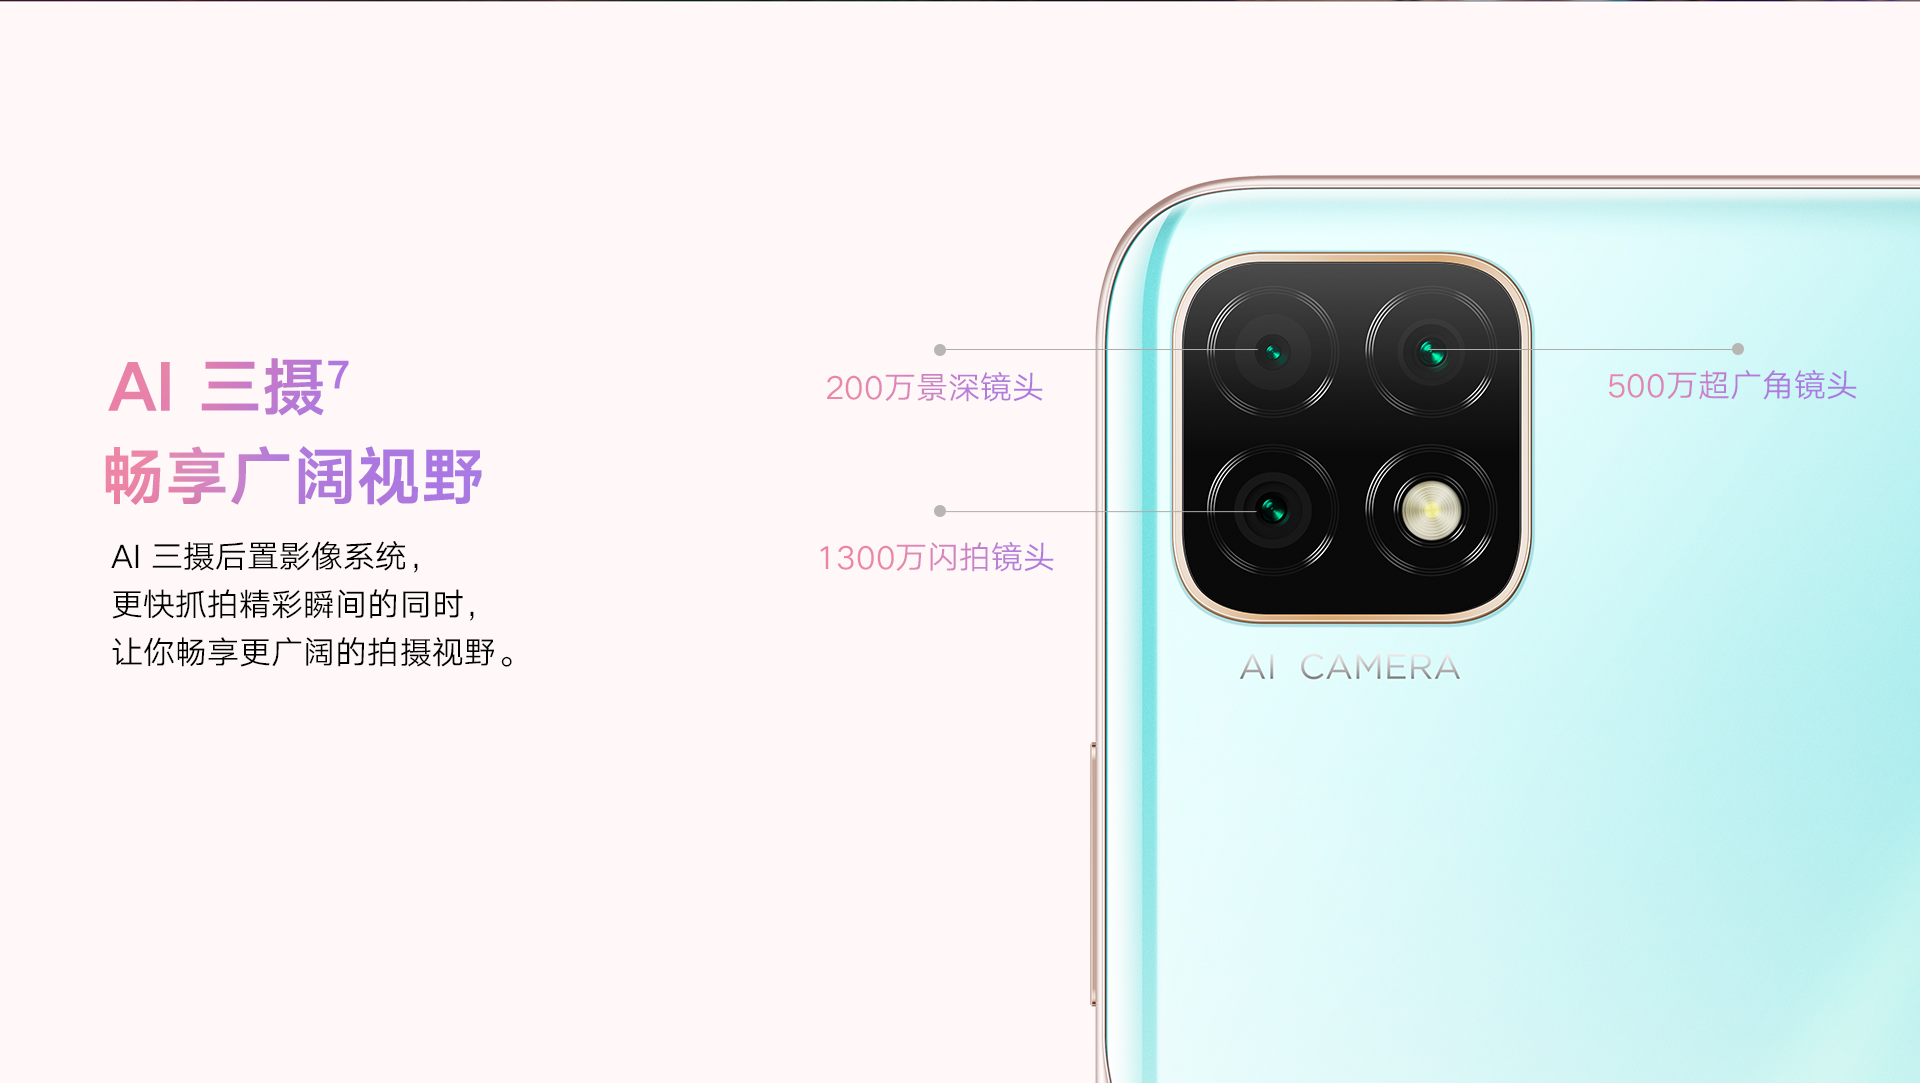 AI 三摄7
畅享广阔视野
AI 三摄后置影像系统，
更快抓拍精彩瞬间的同时，
让你畅享更广阔的拍摄视野。
200万景深镜头
500万超广角镜头
1300万闪拍镜头
AI CAMERA